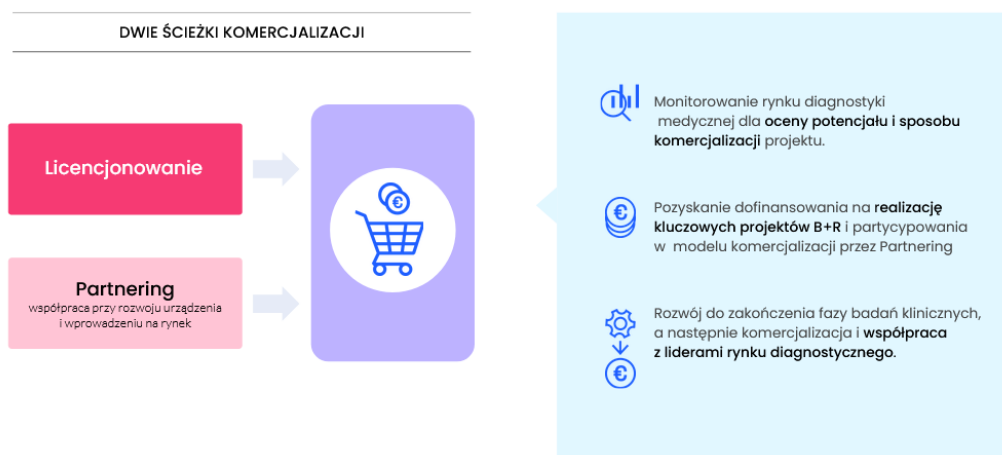 DWIE ŚCIEŻKI KOMERCJALIZACJI
Licencjonowanie
Partnering
współpraca przy rozwoju urządzenia
i wprowadzeniu na rynek
€
Monitorowanie rynku diagnostyki
medycznej dla oceny potencjału i sposobu
komercjalizacji projektu.
€
Pozyskanie dofinansowania na realizację
kluczowych projektów B+R i partycypowania
w modelu komercjalizacji przez Partnering
Rozwój do zakończenia fazy badań klinicznych,
a następnie komercjalizacja i współpraca
z liderami rynku diagnostycznego.
€